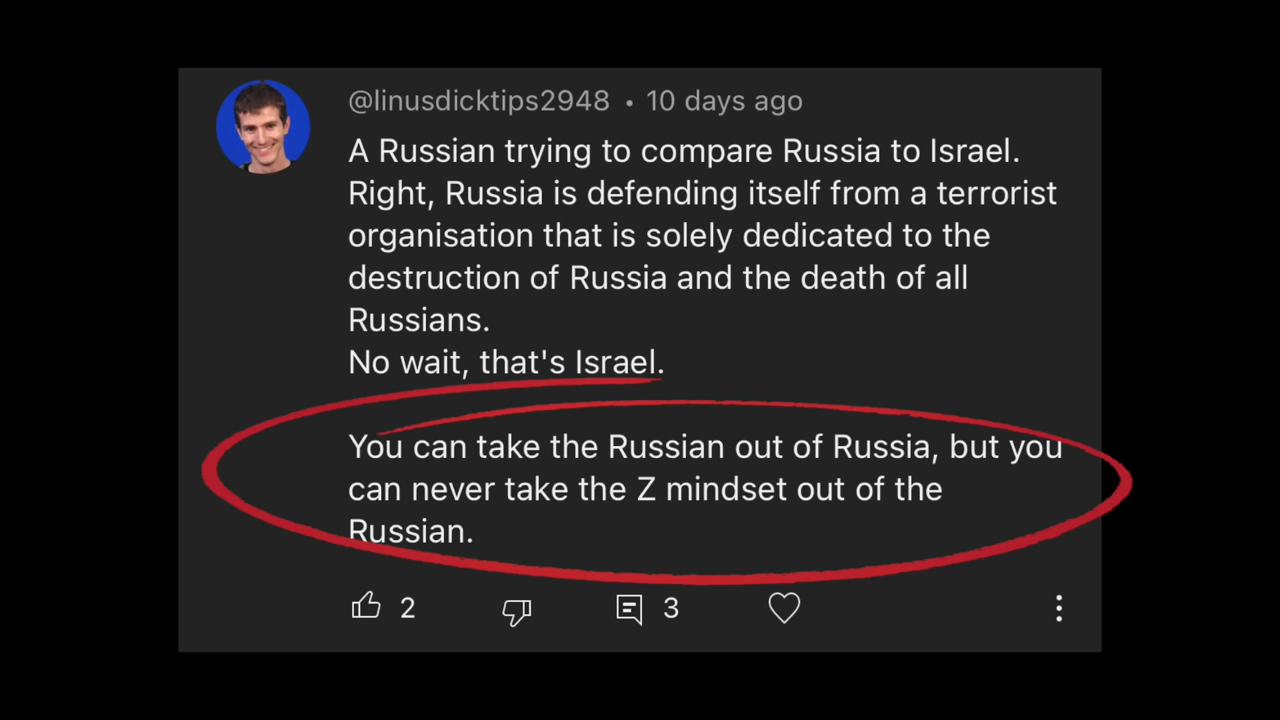 @linusdicktips2948 • 10 days ago
A Russian trying to compare Russia to Israel.
Right, Russia is defending itself from a terrorist
organisation that is solely dedicated to the
destruction of Russia and the death of all
Russians.
No wait, that's Israel.
You can take the Russian out of Russia, but you
can never take the Z mindset out of the
Russian.
2 3